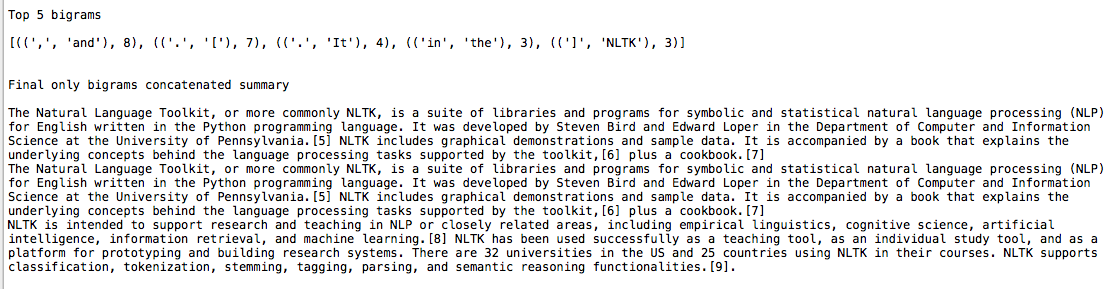 Top 5 bigrams
[((',', 'and'), 8), (('.', '['), 7), (('.', 'It'), 4), (('in', 'the'), 3), ((']', 'NLTK'), 3)]
Final only bigrams concatenated summary
The Natural Language Toolkit, or more commonly NLTK, is a suite of libraries and programs for symbolic and statistical natural language processing (NLP)
for English written in the Python programming language. It was developed by Steven Bird and Edward Loper in the Department of Computer and Information
Science at the University of Pennsylvania.[5] NLTK includes graphical demonstrations and sample data. It is accompanied by a book that explains the
underlying concepts behind the language processing tasks supported by the toolkit,[6] plus a cookbook.[7]
The Natural Language Toolkit, or more commonly NLTK, is a suite of libraries and programs for symbolic and statistical natural language processing (NLP)
for English written in the Python programming language. It was developed by Steven Bird and Edward Loper in the Department of Computer and Information
Science at the University of Pennsylvania.[5] NLTK includes graphical demonstrations and sample data. It is accompanied by a book that explains the
underlying concepts behind the language processing tasks supported by the toolkit,[6] plus a cookbook.[7]
NLTK is intended to support research and teaching in NLP or closely related areas, including empirical linguistics, cognitive science, artificial
intelligence, information retrieval, and machine learning.[8] NLTK has been used successfully as a teaching tool, as an individual study tool, and as a
platform for prototyping and building research systems. There are 32 universities in the US and 25 countries using NLTK in their courses. NLTK supports
classification, tokenization, stemming, tagging, parsing, and semantic reasoning functionalities.[9].